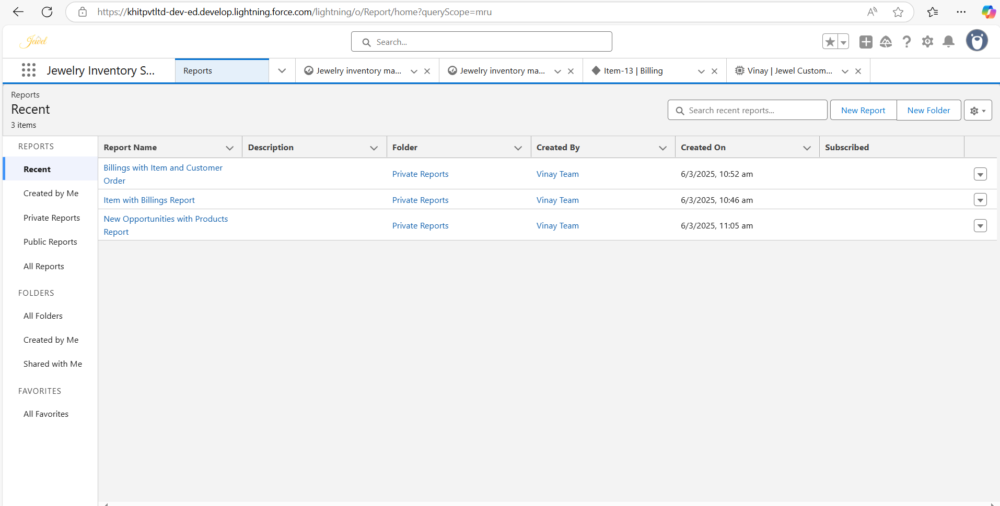 https://khitpvtltd-dev-ed.develop.lightning.force.com/lightning/o/Report/home?queryScope=mru
Jewel
Search...
Jewelry Inventory S...
Reports
Jewelry inventory ma...
Jewelry inventory ma...
Item-13 | Billing
Vinay | Jewel Custom...
Reports
Recent
3 items
Search recent reports...
New Report
New Folder
REPORTS
Recent
Created by Me
Private Reports
Public Reports
All Reports
FOLDERS
All Folders
Created by Me
Shared with Me
FAVORITES
All Favorites
Report Name
Description
Folder
Created By
Created On
Subscribed
Billings with Item and Customer
Order
Private Reports
Vinay Team
6/3/2025, 10:52 am
Item with Billings Report
Private Reports
Vinay Team
6/3/2025, 10:46 am
New Opportunities with Products
Report
Private Reports
Vinay Team
6/3/2025, 11:05 am